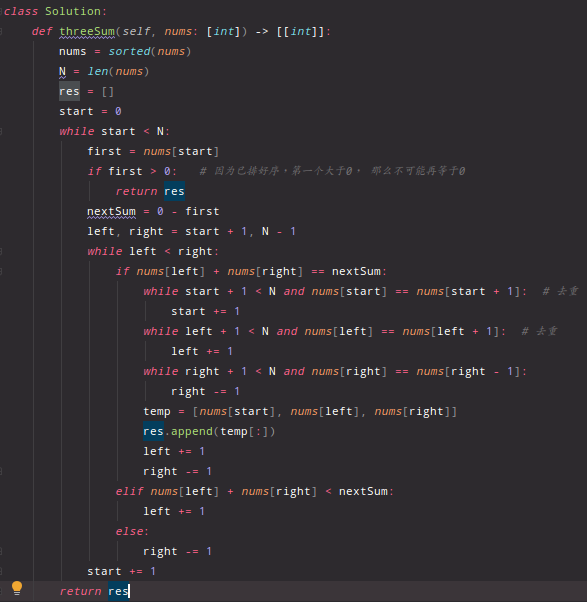 class Solution:
    def threeSum(self, nums: [int]) -> [[int]]:
        nums = sorted(nums)
        N = len(nums)
        res = []
        start = 0
        while start < N:
            first = nums[start]
            if first > 0:   # 因为已排好序，第一个大于0， 那么不可能再等于0
                return res
            nextSum = 0 - first
            left, right = start + 1, N - 1
            while left < right:
                if nums[left] + nums[right] == nextSum:
                    while start + 1 < N and nums[start] == nums[start + 1]:  # 去重
                        start += 1
                    while left + 1 < N and nums[left] == nums[left + 1]:  # 去重
                        left += 1
                    while right + 1 < N and nums[right] == nums[right - 1]:
                        right -= 1
                    temp = [nums[start], nums[left], nums[right]]
                    res.append(temp[:])
                    left += 1
                    right -= 1
                elif nums[left] + nums[right] < nextSum:
                    left += 1
                else:
                    right -= 1
            start += 1
        return res